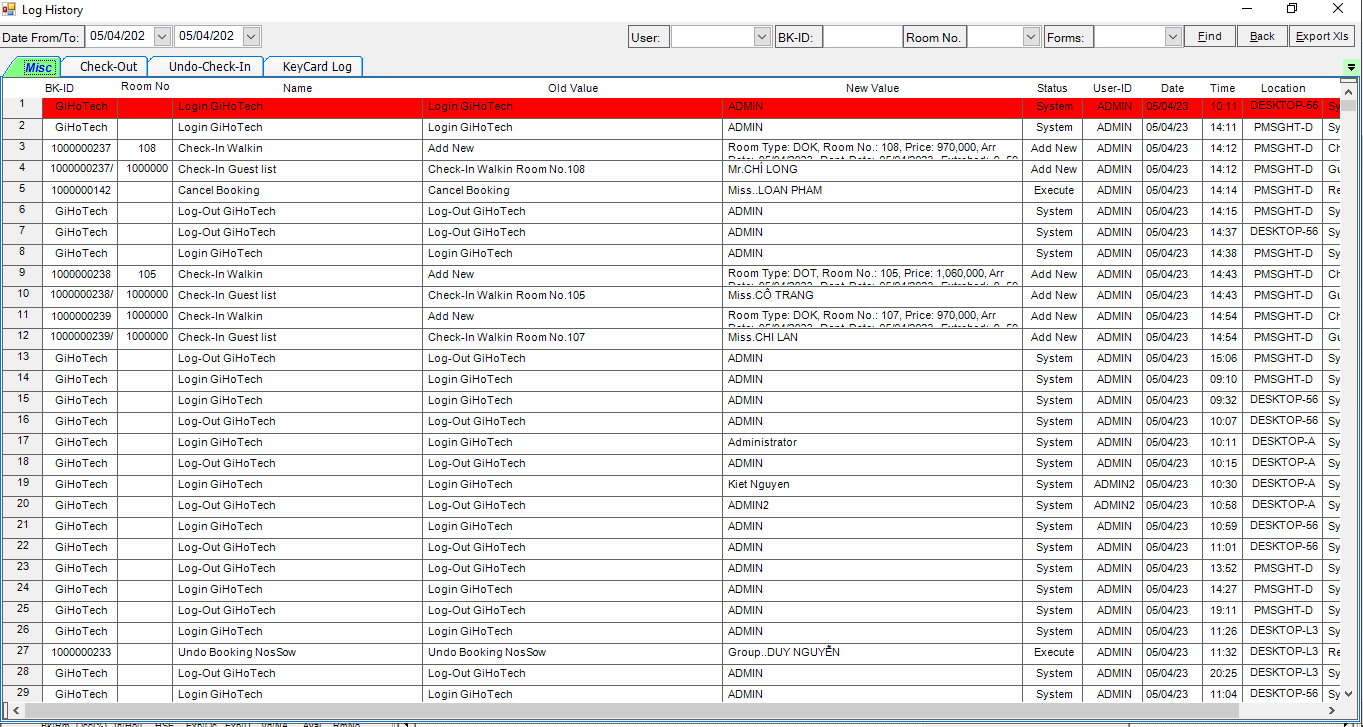 Log History
Date From/To: 05/04/202 05/04/202 User: BK-ID: Room No. Forms: Find Back Export Xls
Misc Check-Out Undo-Check-In KeyCard Log
BK-ID Room No Name Old Value New Value Status User-ID Date Time Location
1 GiHoTech Login GiHoTech Login GiHoTech ADMIN System ADMIN 05/04/23 10:11 DESKTOP-56 Sy
2 GiHoTech Login GiHoTech Login GiHoTech ADMIN System ADMIN 05/04/23 14:11 PMSGHT-D Sy
3 1000000237 108 Check-In Walkin Add New Room Type: DOK, Room No.: 108, Price: 970,000, Arr Add New ADMIN 05/04/23 14:12 PMSGHT-D Ch
4 1000000237/ 1000000 Check-In Guest list Check-In Walkin Room No.108 Mr.CHÍ LONG Add New ADMIN 05/04/23 14:12 PMSGHT-D Gu
5 1000000142 Cancel Booking Cancel Booking Miss..LOAN PHAM Execute ADMIN 05/04/23 14:14 PMSGHT-D Re
6 GiHoTech Log-Out GiHoTech Log-Out GiHoTech ADMIN System ADMIN 05/04/23 14:15 PMSGHT-D Sy
7 GiHoTech Log-Out GiHoTech Log-Out GiHoTech ADMIN System ADMIN 05/04/23 14:37 DESKTOP-56 Sy
8 GiHoTech Login GiHoTech Login GiHoTech ADMIN System ADMIN 05/04/23 14:38 PMSGHT-D Sy
9 1000000238 105 Check-In Walkin Add New Room Type: DOT, Room No.: 105, Price: 1,060,000, Arr Add New ADMIN 05/04/23 14:43 PMSGHT-D Ch
10 1000000238/ 1000000 Check-In Guest list Check-In Walkin Room No.105 Miss.CÔ TRANG Add New ADMIN 05/04/23 14:43 PMSGHT-D Gu
11 1000000239 1000000 Check-In Walkin Add New Room Type: DOK, Room No.: 107, Price: 970,000, Arr Add New ADMIN 05/04/23 14:54 PMSGHT-D Ch
12 1000000239/ 1000000 Check-In Guest list Check-In Walkin Room No.107 Miss.CHI LAN Add New ADMIN 05/04/23 14:54 PMSGHT-D Gu
13 GiHoTech Log-Out GiHoTech Log-Out GiHoTech ADMIN System ADMIN 05/04/23 15:06 PMSGHT-D Sy
14 GiHoTech Login GiHoTech Login GiHoTech ADMIN System ADMIN 05/04/23 09:10 PMSGHT-D Sy
15 GiHoTech Login GiHoTech Login GiHoTech ADMIN System ADMIN 05/04/23 09:32 DESKTOP-56 Sy
16 GiHoTech Log-Out GiHoTech Log-Out GiHoTech ADMIN System ADMIN 05/04/23 10:07 DESKTOP-56 Sy
17 GiHoTech Login GiHoTech Login GiHoTech Administrator System ADMIN 05/04/23 10:11 DESKTOP-A Sy
18 GiHoTech Log-Out GiHoTech Log-Out GiHoTech ADMIN System ADMIN 05/04/23 10:15 DESKTOP-A Sy
19 GiHoTech Login GiHoTech Login GiHoTech Kiet Nguyen System ADMIN2 05/04/23 10:30 DESKTOP-A Sy
20 GiHoTech Log-Out GiHoTech Log-Out GiHoTech ADMIN2 System ADMIN2 05/04/23 10:58 DESKTOP-A Sy
21 GiHoTech Login GiHoTech Login GiHoTech ADMIN System ADMIN 05/04/23 10:59 DESKTOP-56 Sy
22 GiHoTech Log-Out GiHoTech Log-Out GiHoTech ADMIN System ADMIN 05/04/23 11:01 DESKTOP-56 Sy
23 GiHoTech Log-Out GiHoTech Log-Out GiHoTech ADMIN System ADMIN 05/04/23 13:52 PMSGHT-D Sy
24 GiHoTech Login GiHoTech Login GiHoTech ADMIN System ADMIN 05/04/23 14:27 PMSGHT-D Sy
25 GiHoTech Log-Out GiHoTech Log-Out GiHoTech ADMIN System ADMIN 05/04/23 19:11 PMSGHT-D Sy
26 GiHoTech Login GiHoTech Login GiHoTech ADMIN System ADMIN 05/04/23 11:26 DESKTOP-L3 Sy
27 1000000233 Undo Booking NosSow Undo Booking NosSow Group..DUY NGUYỄN Execute ADMIN 05/04/23 11:32 DESKTOP-L3 Re
28 GiHoTech Log-Out GiHoTech Log-Out GiHoTech ADMIN System ADMIN 05/04/23 20:25 DESKTOP-L3 Sy
29 GiHoTech Login GiHoTech Login GiHoTech ADMIN System ADMIN 05/04/23 11:04 DESKTOP-56 Sy